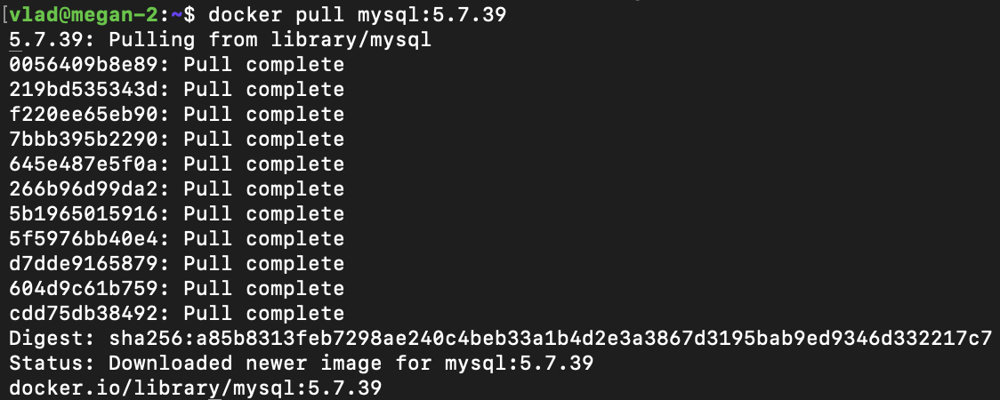 [vlad@megan-2:~$ docker pull mysql:5.7.39
5.7.39: Pulling from library/mysql
0056409b8e89: Pull complete
219bd535343d: Pull complete
f220ee65eb90: Pull complete
7bbb395b2290: Pull complete
645e487e5f0a: Pull complete
266b96d99da2: Pull complete
5b1965015916: Pull complete
5f5976bb40e4: Pull complete
d7dde9165879: Pull complete
604d9c61b759: Pull complete
cdd75db38492: Pull complete
Digest: sha256:a85b8313feb7298ae240c4beb33a1b4d2e3a3867d3195bab9ed9346d332217c7
Status: Downloaded newer image for mysql:5.7.39
docker.io/library/mysql:5.7.39